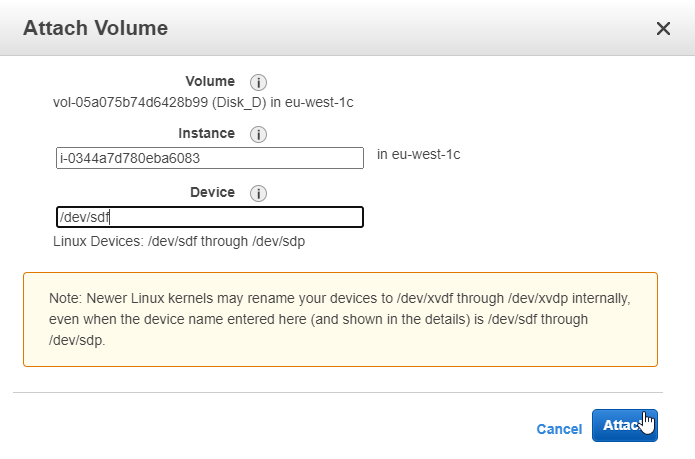 Attach Volume
Volume
vol-05a075b74d6428b99 (Disk_D) in eu-west-1c
Instance
i-0344a7d780eba6083 in eu-west-1c
Device
/dev/sdf
Linux Devices: /dev/sdf through /dev/sdp
Note: Newer Linux kernels may rename your devices to /dev/xvdf through /dev/xvdp internally,
even when the device name entered here (and shown in the details) is /dev/sdf through
/dev/sdp.
Cancel Attach